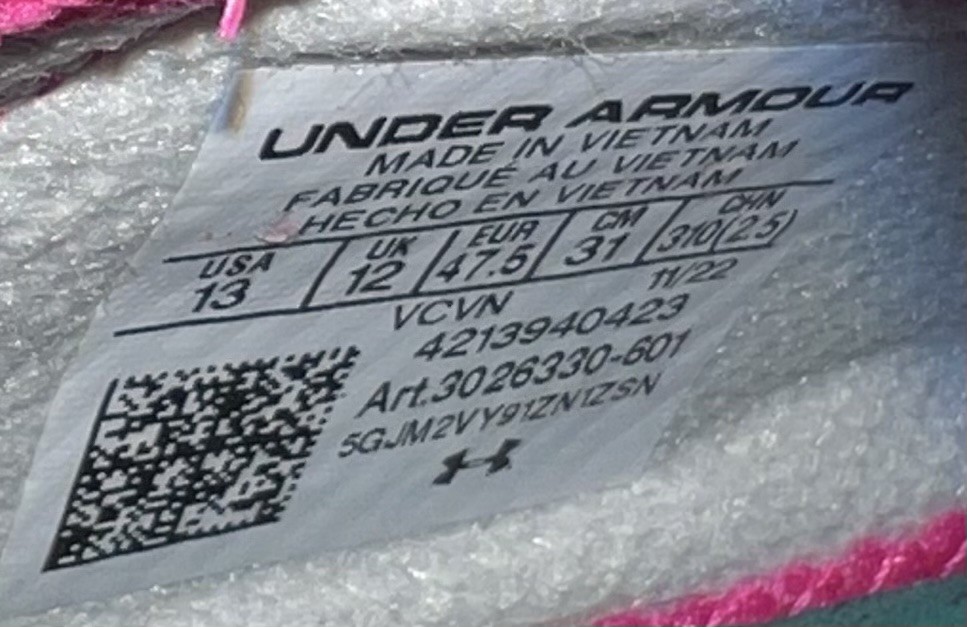 UNDER ARMOUR
MADE IN VIETNAM
FABRIQUÉ AU VIETNAM
HECHO EN VIETNAM
USA UK EUR CM CHN
13 12 47.5 31 310(2.5)
VCVN 11/22
4213940423
Art.3026330-601
5GJM2VY91ZN1ZSN